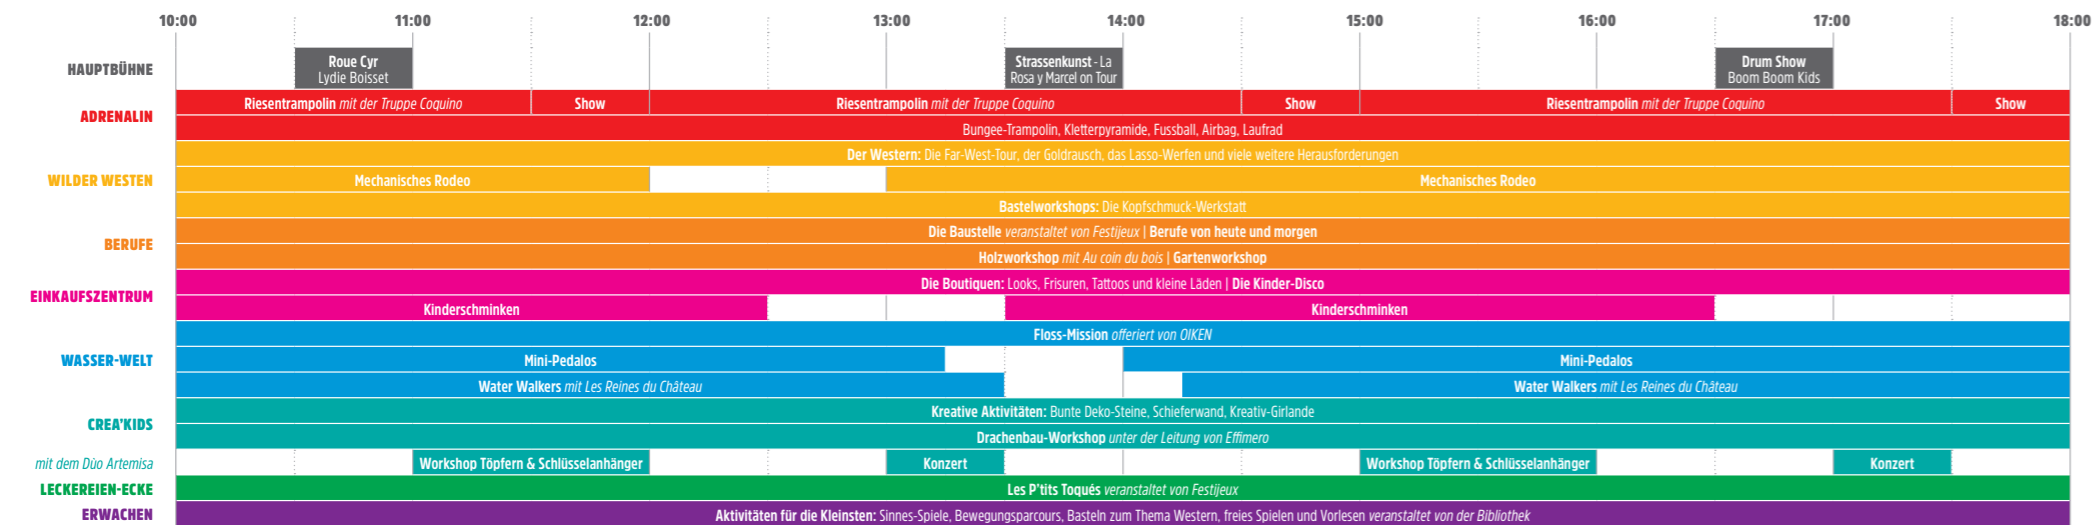 10:00 11:00 12:00 13:00 14:00 15:00 16:00 17:00 18:00
HAUPTBÜHNE
Roue Cyr
Lydie Boisset
Strassenkunst - La
Rosa y Marcel on Tour
Drum Show
Boom Boom Kids
ADRENALIN
Riesentrampolin mit der Truppe Coquino Show Riesentrampolin mit der Truppe Coquino Show Riesentrampolin mit der Truppe Coquino Show
Bungee-Trampolin, Kletterpyramide, Fussball, Airbag, Laufrad
WILDER WESTEN
Der Western: Die Far-West-Tour, der Goldrausch, das Lasso-Werfen und viele weitere Herausforderungen
Mechanisches Rodeo Mechanisches Rodeo
Bastelworkshops: Die Kopfschmuck-Werkstatt
BERUFE
Die Baustelle veranstaltet von Festijeux | Berufe von heute und morgen
Holzworkshop mit Au coin du bois | Gartenworkshop
EINKAUFSZENTRUM
Die Boutiquen: Looks, Frisuren, Tattoos und kleine Läden | Die Kinder-Disco
Kinderschminken Kinderschminken
WASSER-WELT
Floss-Mission offeriert von OIKEN
Mini-Pedalos Mini-Pedalos
Water Walkers mit Les Reines du Château Water Walkers mit Les Reines du Château
CREA'KIDS
Kreative Aktivitäten: Bunte Deko-Steine, Schieferwand, Kreativ-Girlande
Drachenbau-Workshop unter der Leitung von Effimero
mit dem Dùo Artemisa
Workshop Töpfern & Schlüsselanhänger Konzert Workshop Töpfern & Schlüsselanhänger Konzert
LECKEREIEN-ECKE
Les P'tits Toqués veranstaltet von Festijeux
ERWACHEN
Aktivitäten für die Kleinsten: Sinnes-Spiele, Bewegungsparcours, Basteln zum Thema Western, freies Spielen und Vorlesen veranstaltet von der Bibliothek